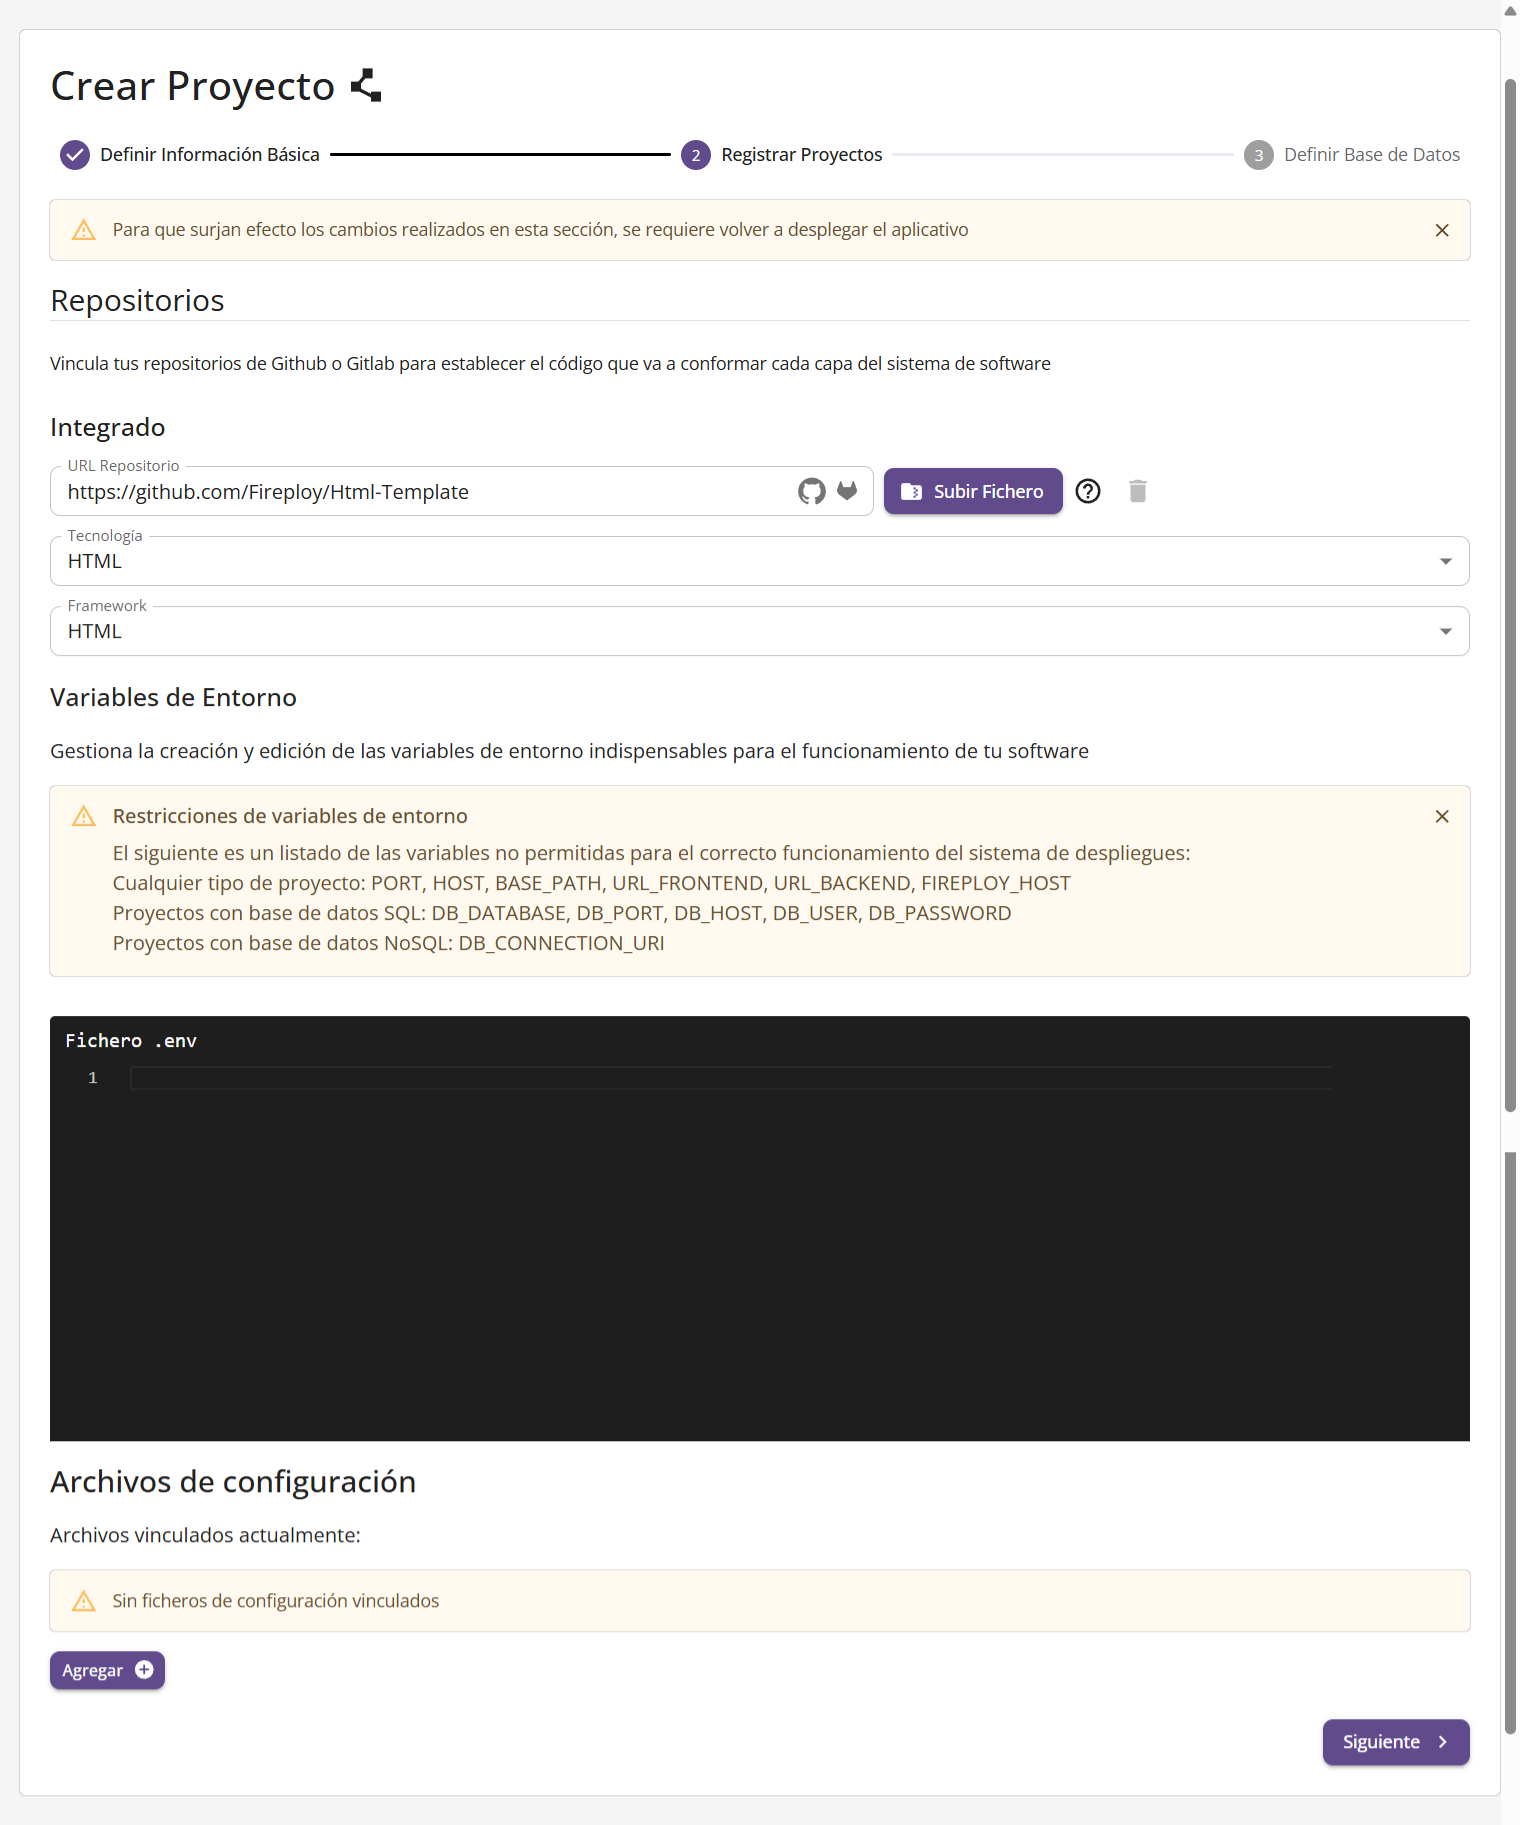 Crear Proyecto
Definir Información Básica
2 Registrar Proyectos
3 Definir Base de Datos
Para que surjan efecto los cambios realizados en esta sección, se requiere volver a desplegar el aplicativo
Repositorios
Vincula tus repositorios de Github o Gitlab para establecer el código que va a conformar cada capa del sistema de software
Integrado
URL Repositorio
https://github.com/Fireploy/Html-Template
Subir Fichero
Tecnología
HTML
Framework
HTML
Variables de Entorno
Gestiona la creación y edición de las variables de entorno indispensables para el funcionamiento de tu software
Restricciones de variables de entorno
El siguiente es un listado de las variables no permitidas para el correcto funcionamiento del sistema de despliegues:
Cualquier tipo de proyecto: PORT, HOST, BASE_PATH, URL_FRONTEND, URL_BACKEND, FIREPLOY_HOST
Proyectos con base de datos SQL: DB_DATABASE, DB_PORT, DB_HOST, DB_USER, DB_PASSWORD
Proyectos con base de datos NoSQL: DB_CONNECTION_URI
Fichero .env
1
Archivos de configuración
Archivos vinculados actualmente:
Sin ficheros de configuración vinculados
Agregar
Siguiente